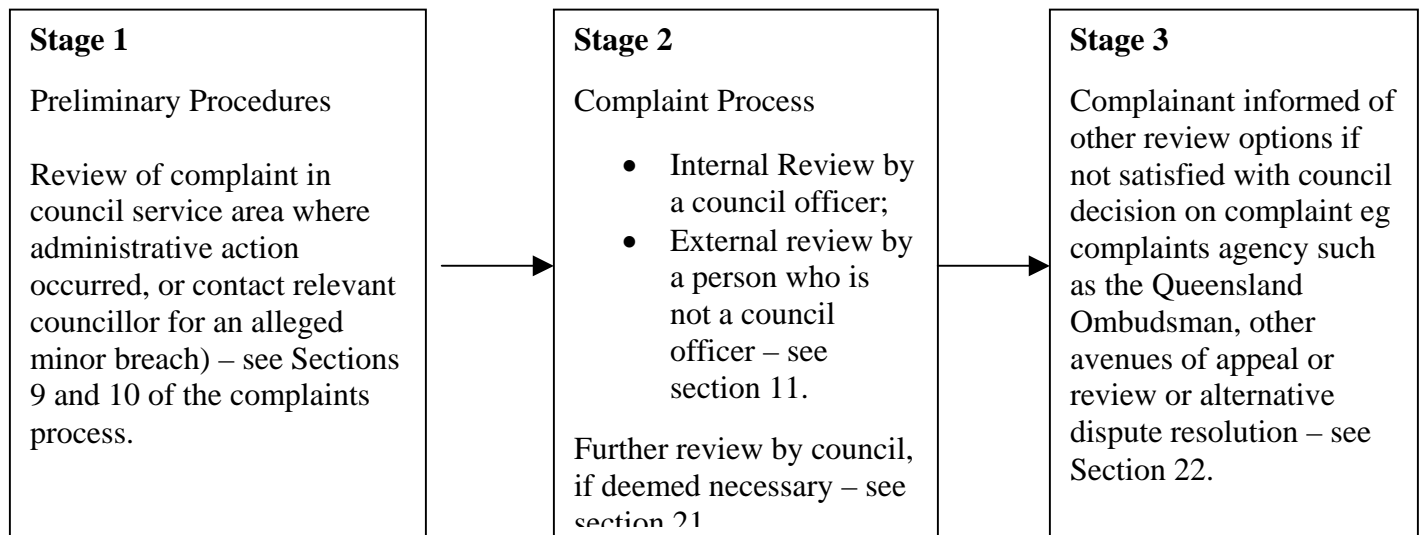 Stage 1
Preliminary Procedures
Review of complaint in
council service area where
administrative action
occurred, or contact relevant
councillor for an alleged
minor breach) – see Sections
9 and 10 of the complaints
process.
Stage 2
Complaint Process
• Internal Review by
a council officer;
• External review by
a person who is
not a council
officer – see
section 11.
Further review by council,
if deemed necessary – see
section 21
Stage 3
Complainant informed of
other review options if
not satisfied with council
decision on complaint eg
complaints agency such
as the Queensland
Ombudsman, other
avenues of appeal or
review or alternative
dispute resolution – see
Section 22.